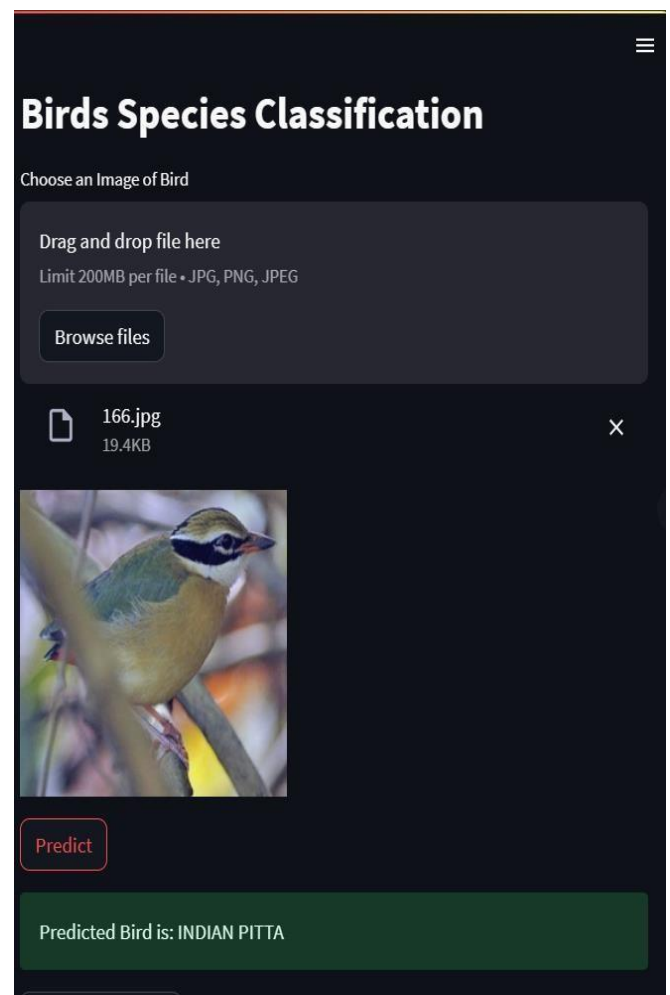 Birds Species Classification
Choose an Image of Bird
Drag and drop file here
Limit 200MB per file • JPG, PNG, JPEG
Browse files
166.jpg
19.4KB
Predict
Predicted Bird is: INDIAN PITTA